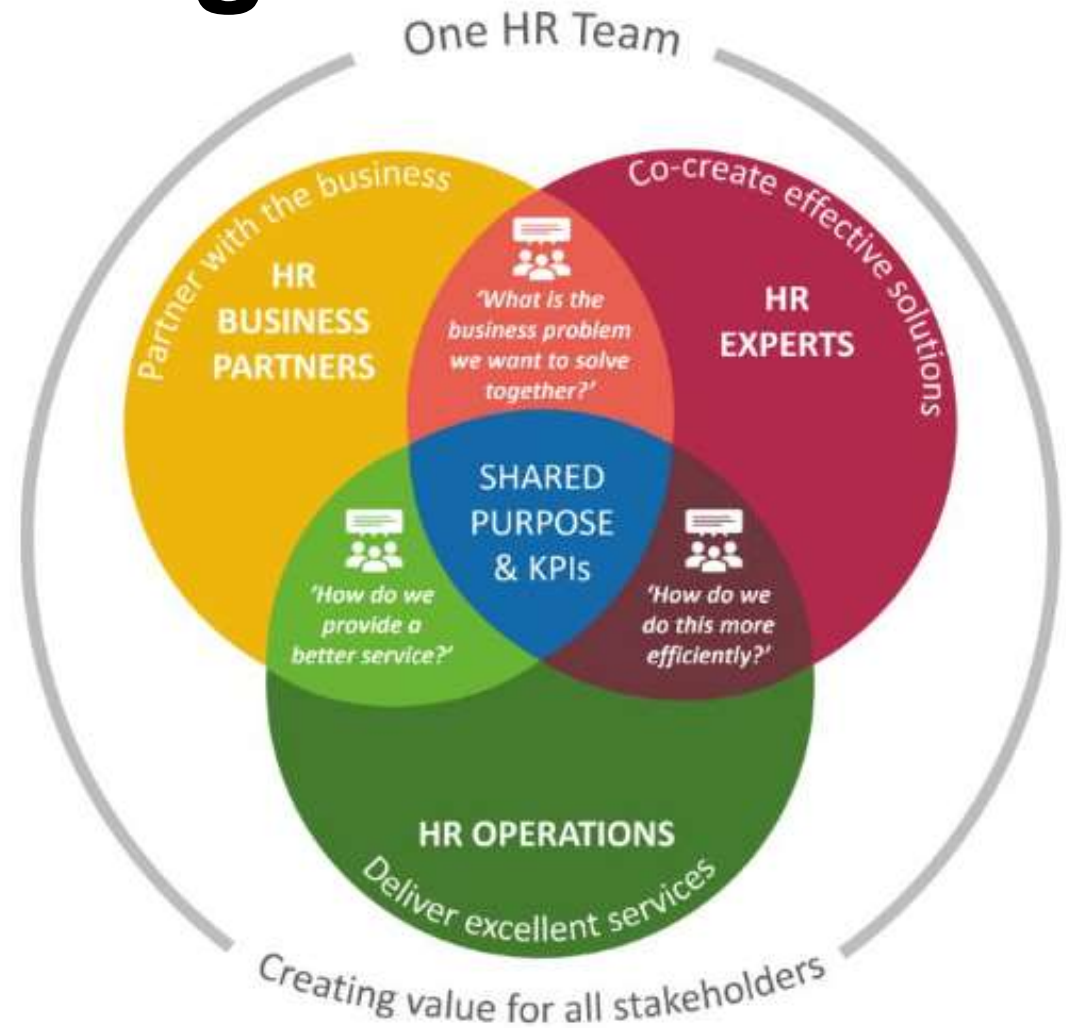 One HR Team
Partner with the business
HR
BUSINESS
PARTNERS
Co-create effective solutions
HR
EXPERTS
‘What is the
business problem
we want to solve
together?’
SHARED
PURPOSE
& KPIs
‘How do we
provide a
better service?’
‘How do we
do this more
efficiently?’
HR OPERATIONS
Deliver excellent services
Creating value for all stakeholders